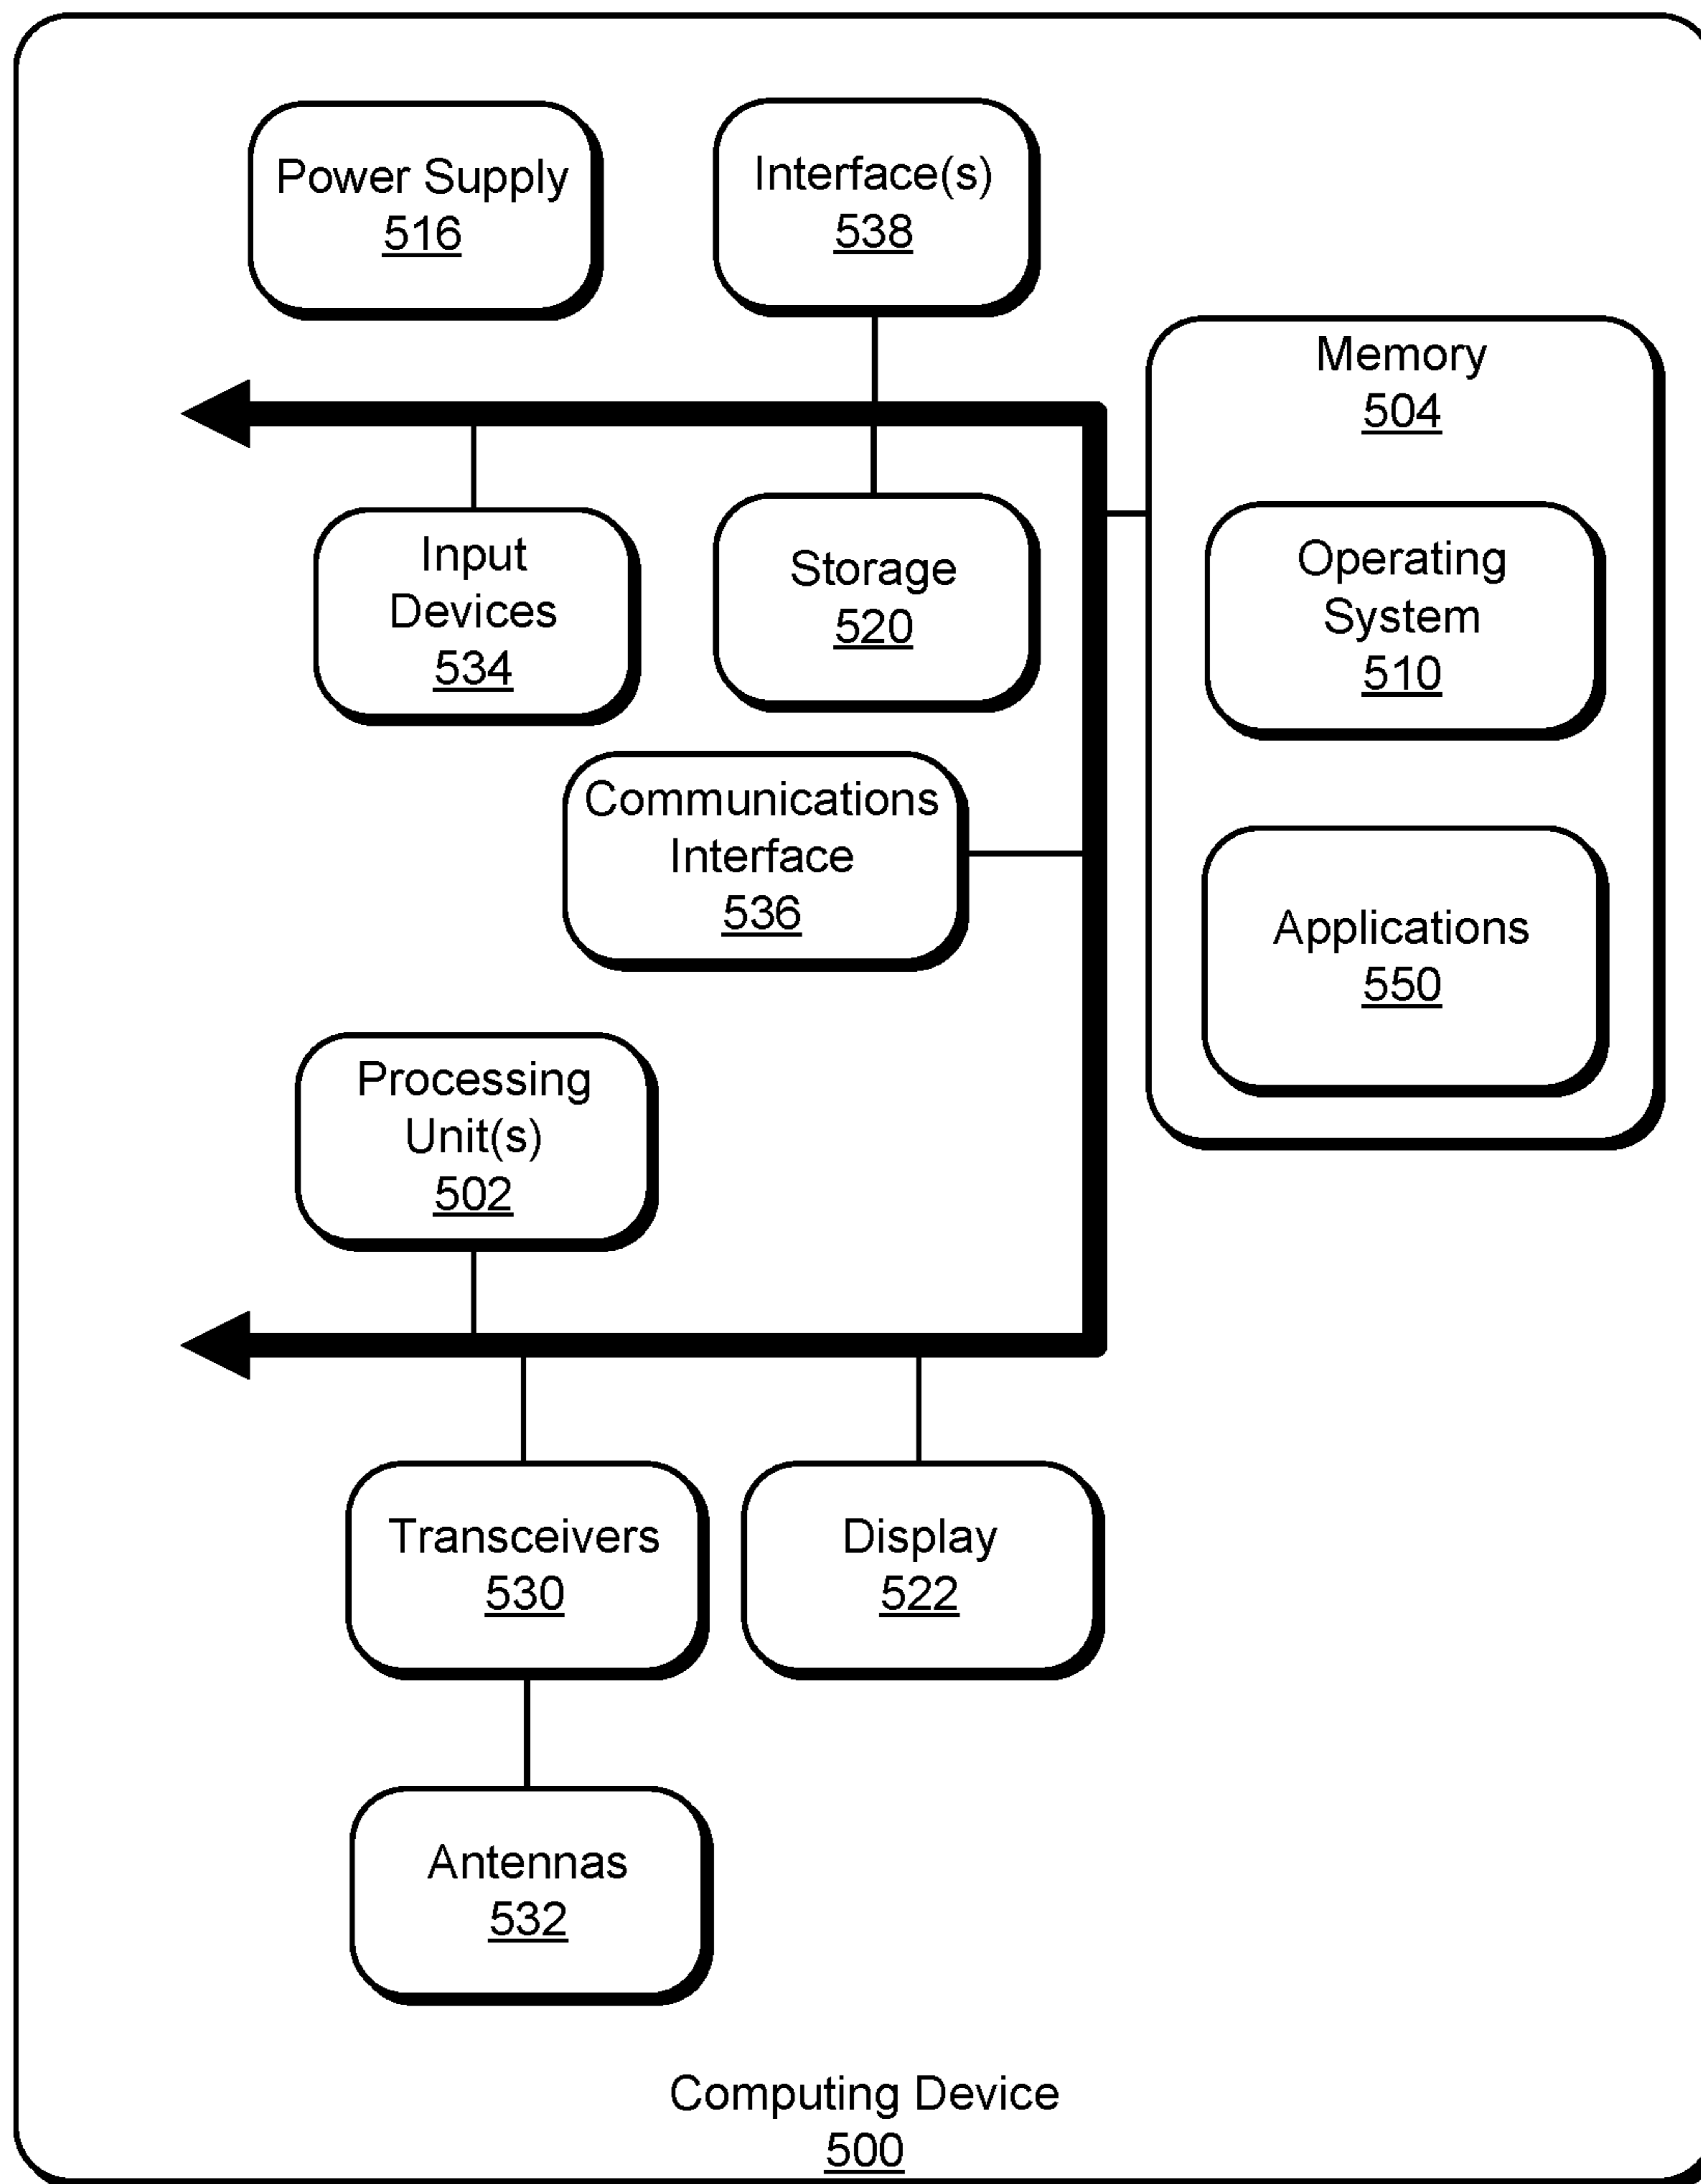 Power Supply
516
Interface(s)
538
Memory
504
Input
Devices
534
Storage
520
Operating
System
510
Communications
Interface
536
Applications
550
Processing
Unit(s)
502
Transceivers
530
Display
522
Antennas
532
Computing Device
500